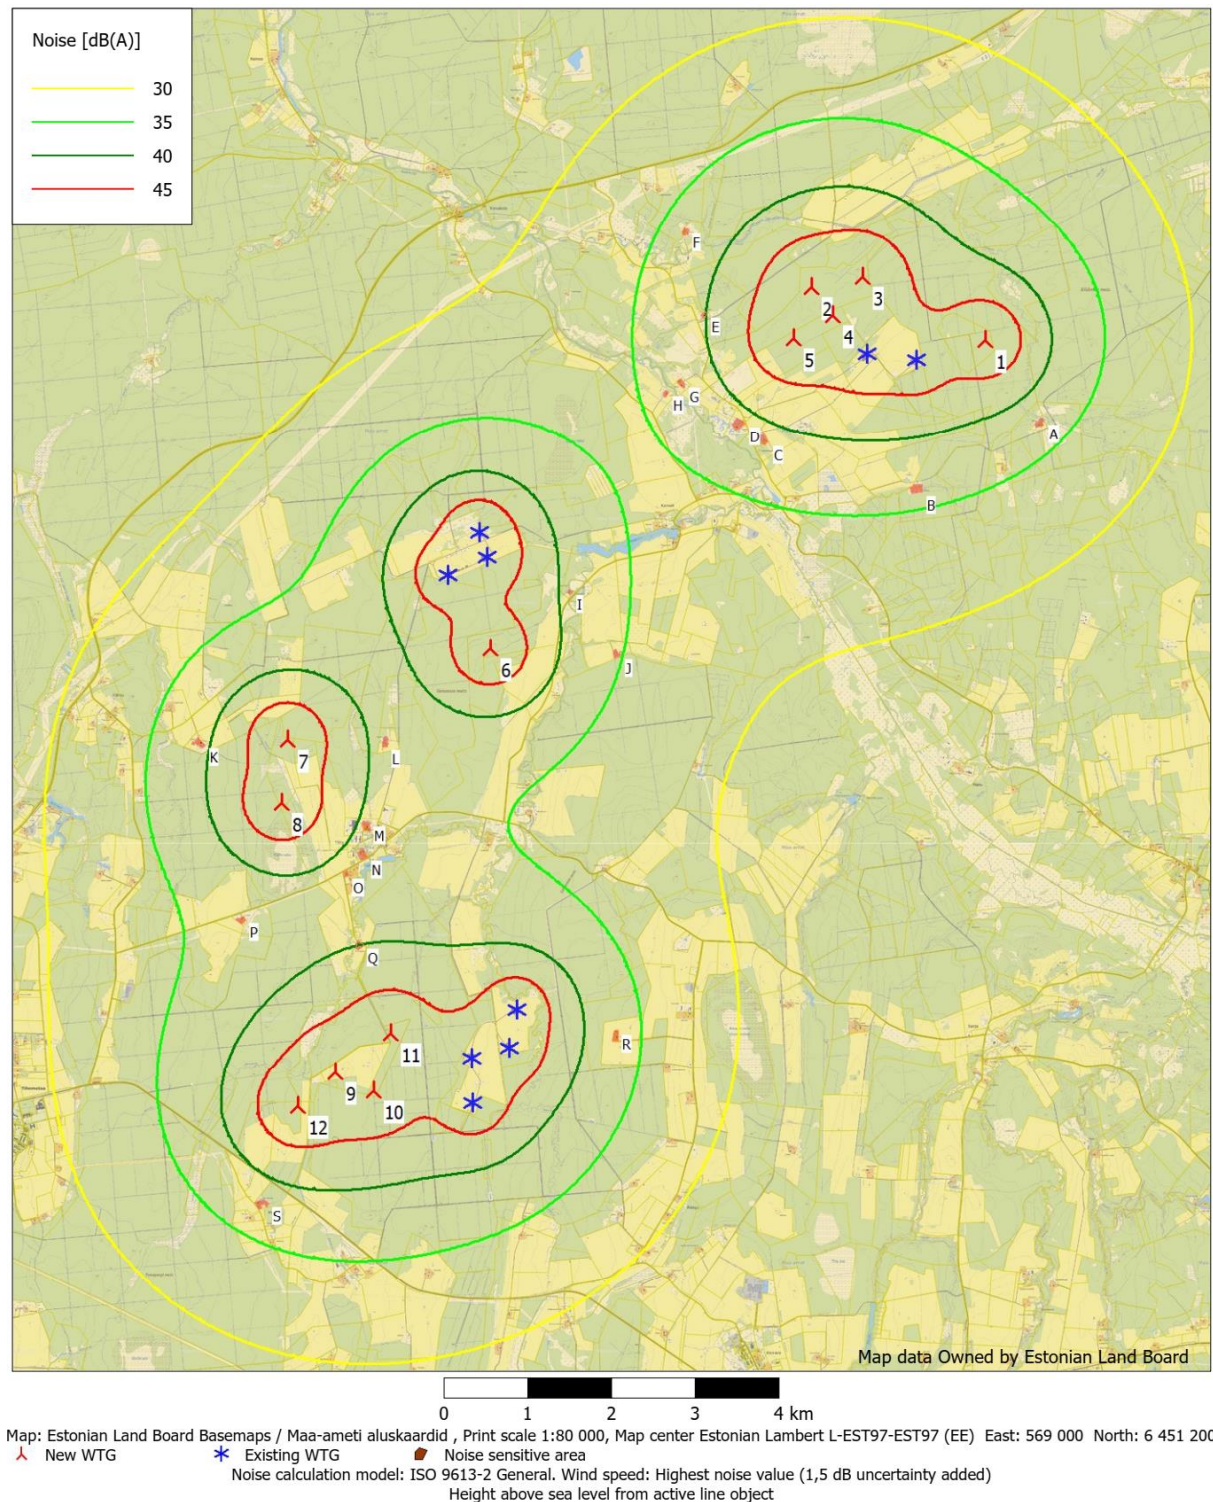 Noise [dB(A)]
30
35
40
45
F
3
2
E
4
5
1
G
H
A
D
C
B
I
6
J
K
L
7
8
M
N
O
P
Q
R
11
9
10
12
S
Map data Owned by Estonian Land Board
0 1 2 3 4 km
Map: Estonian Land Board Basemaps / Maa-ameti aluskaardid , Print scale 1:80 000, Map center Estonian Lambert L-EST97-EST97 (EE) East: 569 000 North: 6 451 200
New WTG Existing WTG Noise sensitive area
Noise calculation model: ISO 9613-2 General. Wind speed: Highest noise value (1,5 dB uncertainty added)
Height above sea level from active line object